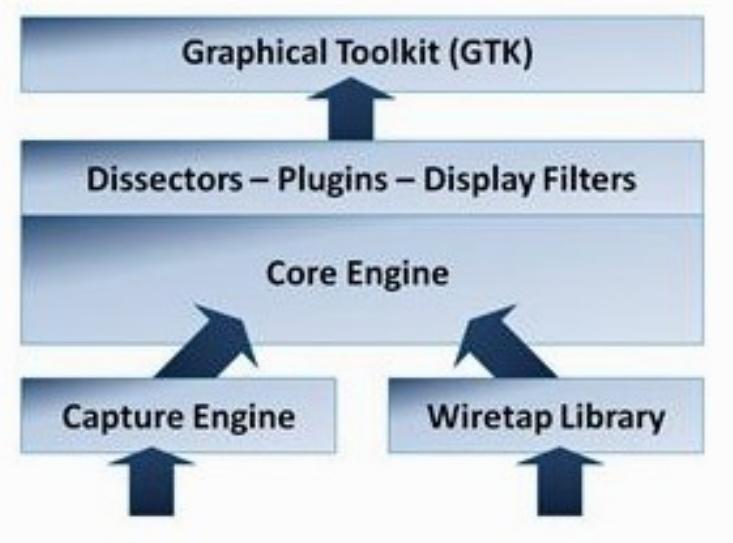 Graphical Toolkit (GTK)
Dissectors – Plugins – Display Filters
Core Engine
Capture Engine
Wiretap Library